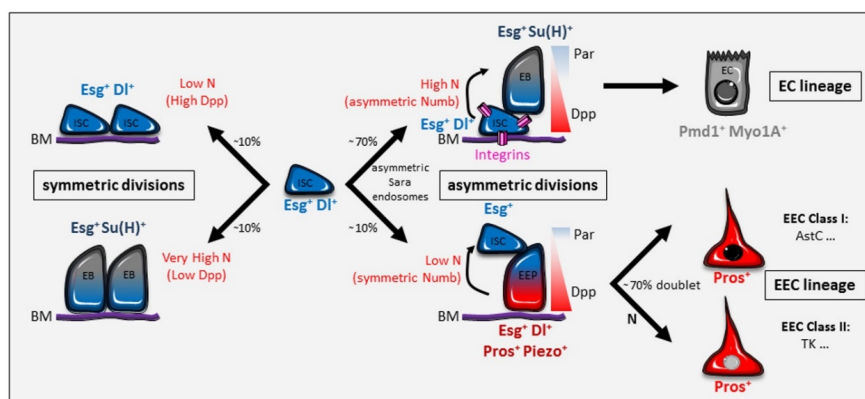 Esg⁺ Su(H)⁺
Low N
(High Dpp)
Esg⁺ Dl⁺
ISC
ISC
BM
symmetric divisions
Esg⁺ Su(H)⁺
EB
EB
BM
Very High N
(Low Dpp)
~10%
~10%
ISC
Esg⁺ Dl⁺
~70%
asymmetric
Sara
endosomes
~10%
High N
(asymmetric Numb)
EB
Par
Dpp
Esg⁺ Dl⁺
ISC
BM
Integrins
asymmetric divisions
Esg⁺
ISC
Low N
(symmetric Numb)
EEP
Par
Dpp
BM
Esg⁺ Dl⁺
Pros⁺ Piezo⁺
EC
EC lineage
Pmd1⁺ Myo1A⁺
~70% doublet
N
Pros⁺
EEC Class I:
AstC ...
EEC lineage
EEC Class II:
TK ...
Pros⁺